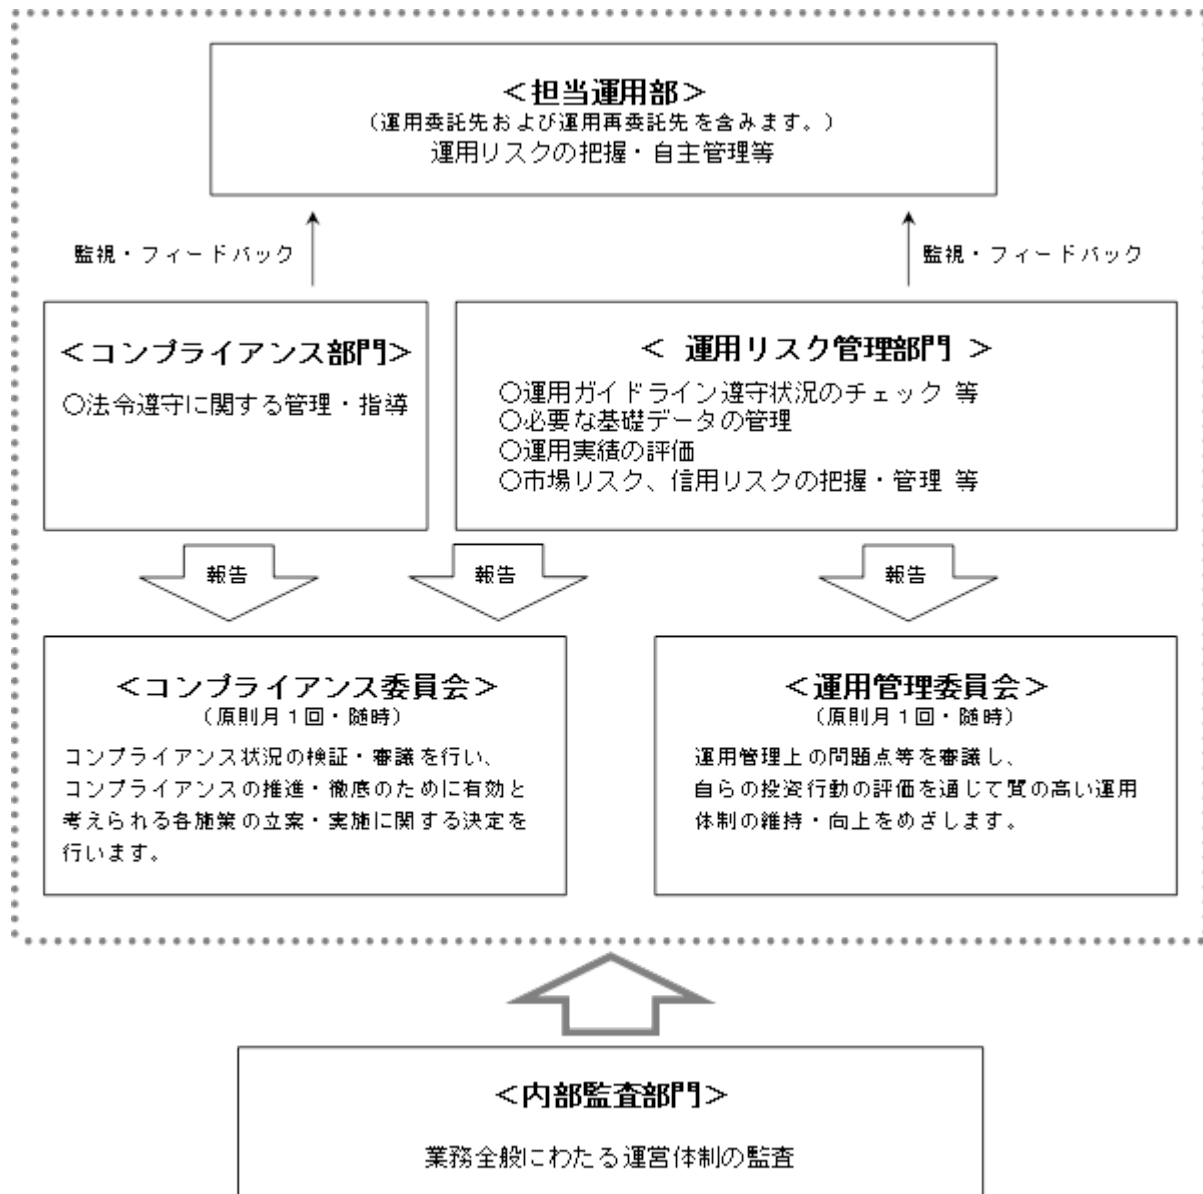 ＜担当運用部＞
（運用委託先および運用再委託先を含みます。）
運用リスクの把握・自主管理等
監視・フィードバック
監視・フィードバック
＜コンプライアンス部門＞
○法令遵守に関する管理・指導
＜ 運用リスク管理部門 ＞
○運用ガイドライン遵守状況のチェック 等
○必要な基礎データの管理
○運用実績の評価
○市場リスク、信用リスクの把握・管理 等
報告
報告
報告
＜コンプライアンス委員会＞
（原則月１回・随時）
コンプライアンス状況の検証・審議を行い、
コンプライアンスの推進・徹底のために有効と
考えられる各施策の立案・実施に関する決定を
行います。
＜運用管理委員会＞
（原則月１回・随時）
運用管理上の問題点等を審議し、
自らの投資行動の評価を通じて質の高い運用
体制の維持・向上をめざします。
＜内部監査部門＞
業務全般にわたる運営体制の監査